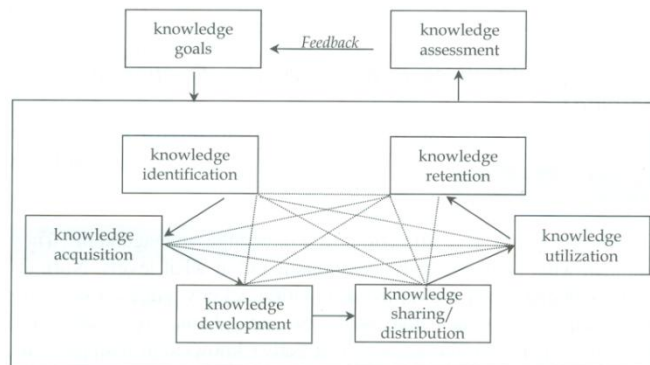 knowledge
goals
Feedback
knowledge
assessment
knowledge
identification
knowledge
retention
knowledge
acquisition
knowledge
utilization
knowledge
development
knowledge
sharing/
distribution